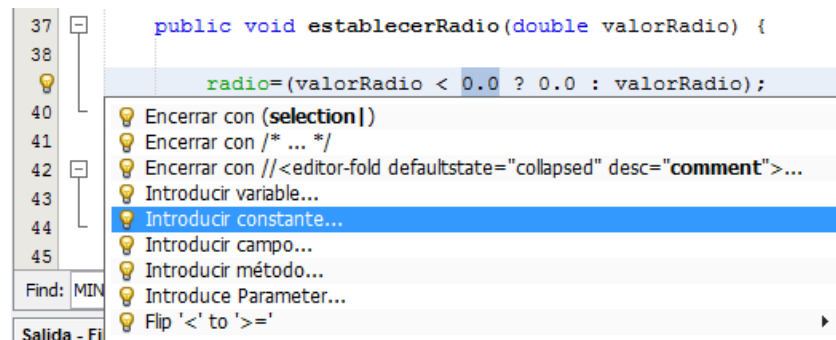 37 public void establecerRadio(double valorRadio) {
38
radio=(valorRadio < 0.0 ? 0.0 : valorRadio);
40 Encerrar con (selection|)
41 Encerrar con /* ... */
42 Encerrar con //<editor-fold defaultstate="collapsed" desc="comment">...
43 Introducir variable...
44 Introducir constante...
45 Introducir campo...
Introducir método...
Find: MIN Introduce Parameter...
Salida - Fi Flip '<' to '>='